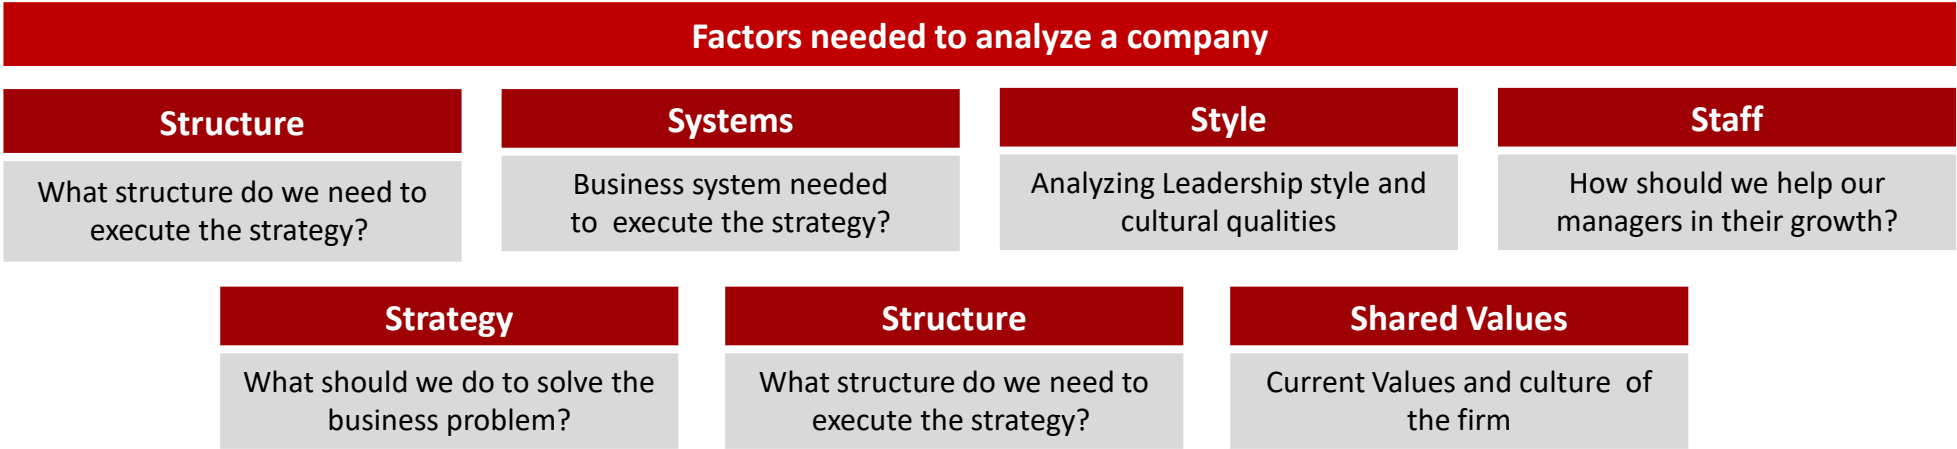 Factors needed to analyze a company
Structure
What structure do we need to
execute the strategy?
Systems
Business system needed
to  execute the strategy?
Style
Analyzing Leadership style and
cultural qualities
Staff
How should we help our
managers in their growth?
Strategy
What should we do to solve the
business problem?
Structure
What structure do we need to
execute the strategy?
Shared Values
Current Values and culture  of
the firm